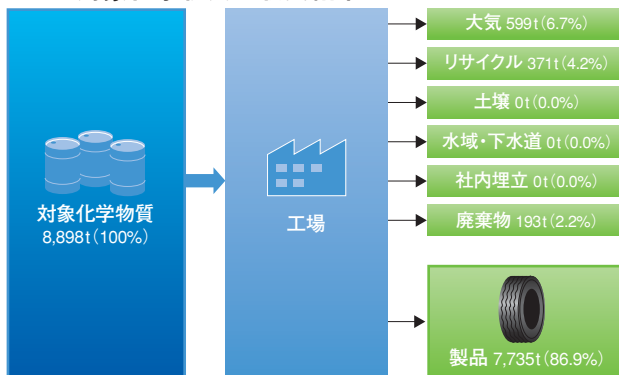 対象化学物質
8,898t(100%)
工場
大気 599t(6.7%)
リサイクル 371t(4.2%)
土壌 0t(0.0%)
水域・下水道 0t(0.0%)
社内埋立 0t(0.0%)
廃棄物 193t(2.2%)
製品 7,735t(86.9%)